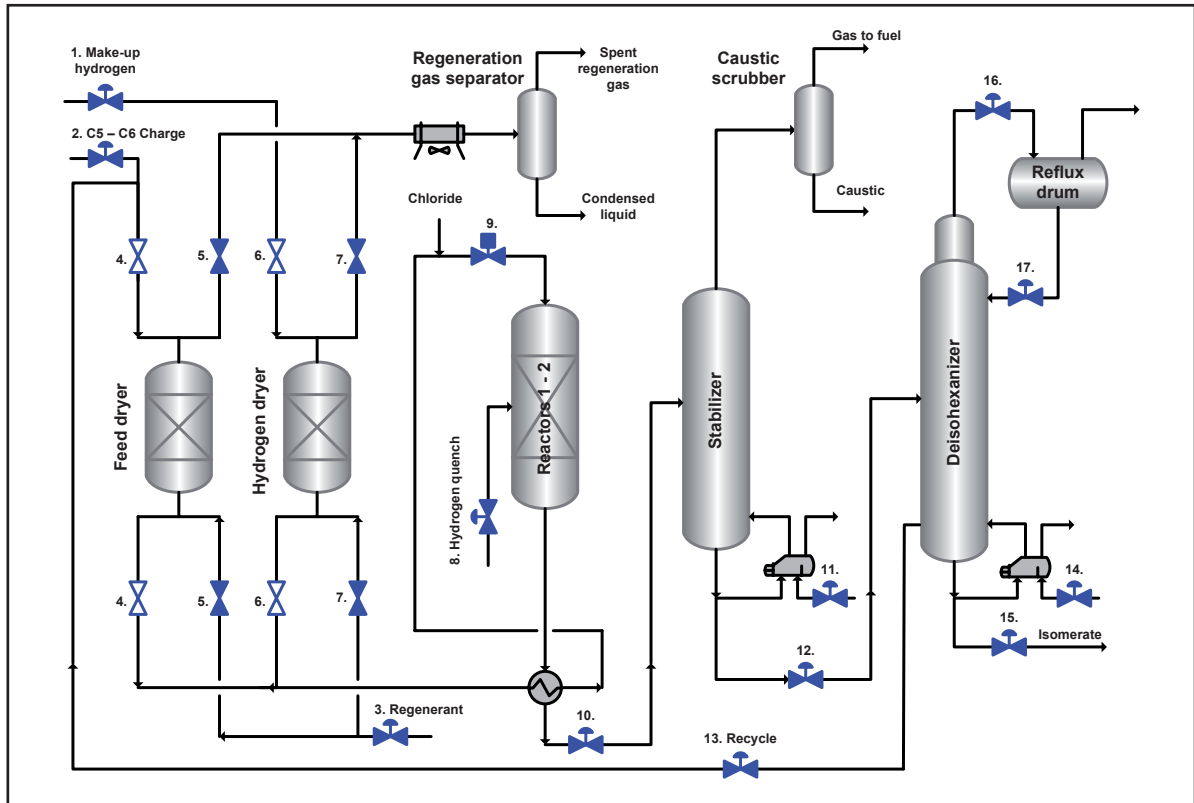 1. Make-up
hydrogen
2. C5 – C6 Charge
Regeneration
gas separator
Spent
regeneration
gas
Condensed
liquid
Gas to fuel
Caustic
scrubber
Caustic
16.
Reflux
drum
17.
Chloride
9.
4.
5.
6.
7.
Feed dryer
Hydrogen dryer
Reactors 1 - 2
8. Hydrogen quench
Stabilizer
Deisohexanizer
4.
5.
6.
7.
11.
14.
12.
15.
Isomerate
10.
3. Regenerant
13. Recycle